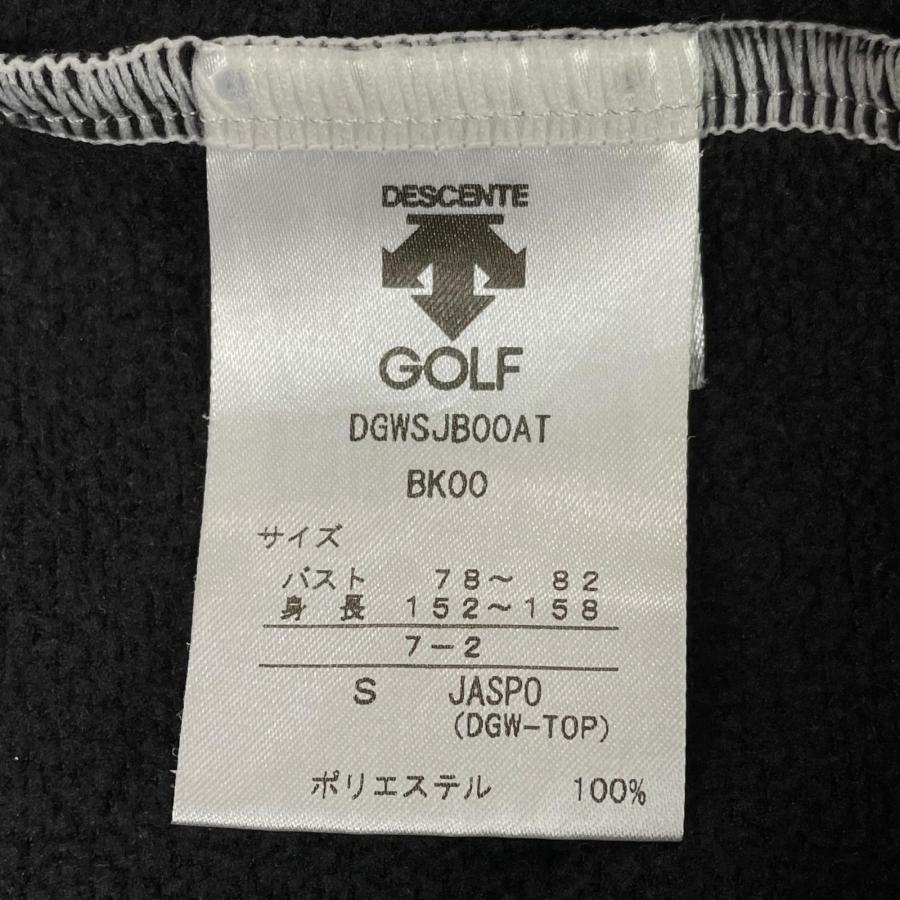 DESCENTE
GOLF
DGWSJB00AT
BK00
サイズ
バスト 78～ 82
身 長 152～158
7-2
S JASPO
(DGW-TOP)
ポリエステル 100%